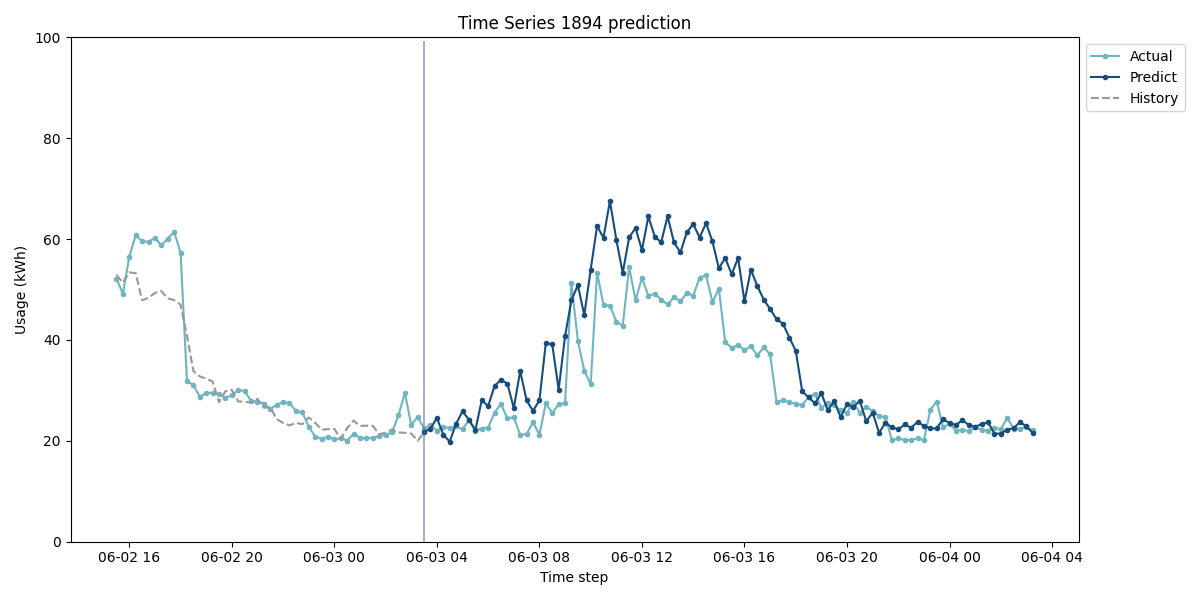 Time Series 1894 prediction
100
80
60
40
20
0
Usage (kWh)
06-02 16
06-02 20
06-03 00
06-03 04
06-03 08
06-03 12
06-03 16
06-03 20
06-04 00
06-04 04
Time step
Actual
Predict
History